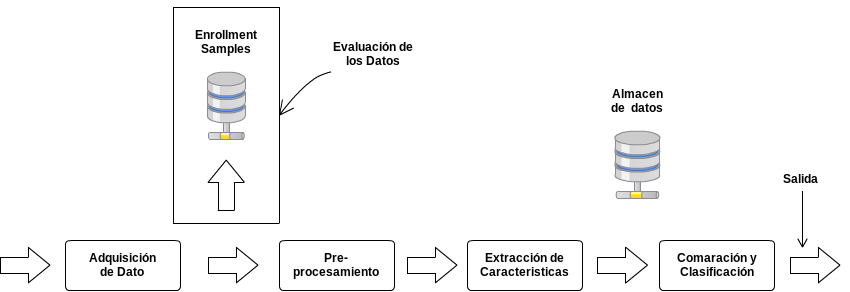 Enrollment
Samples
Evaluación de
los Datos
Almacen
de datos
Salida
Adquisición
de Dato
Pre-
procesamiento
Extracción de
Caracteristicas
Comaración y
Clasificación